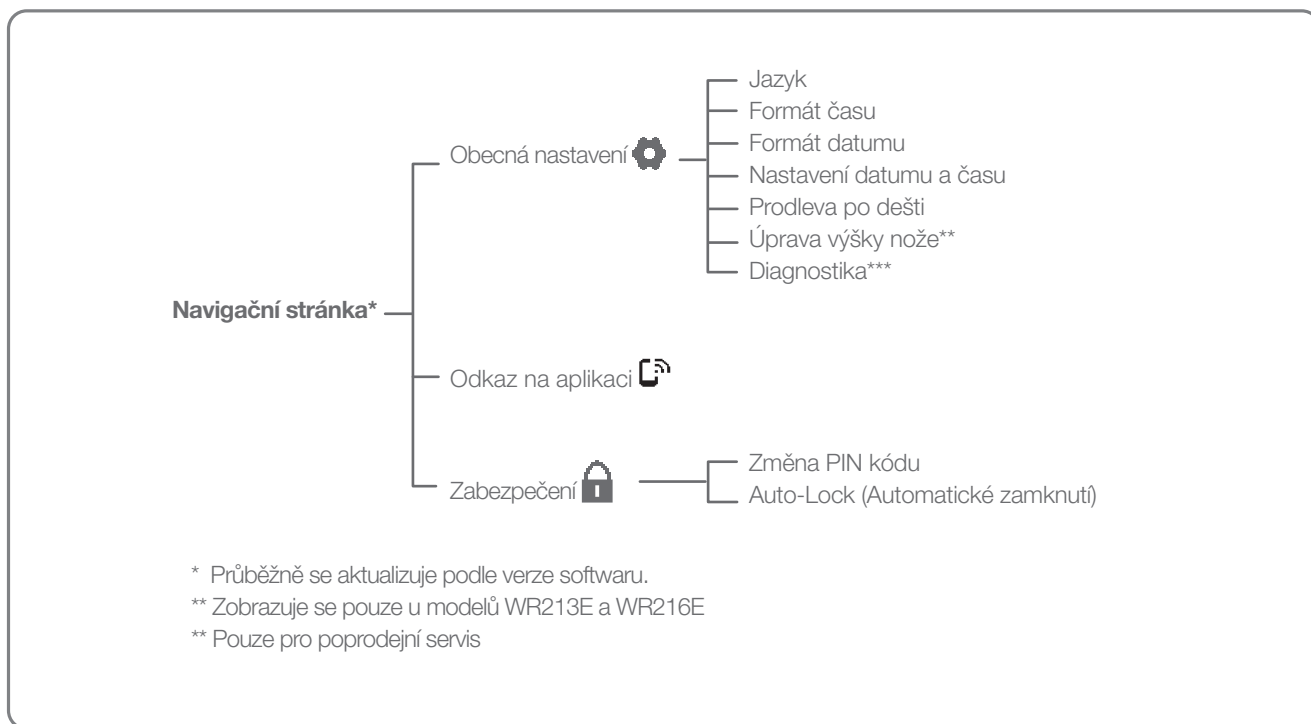 Jazyk
Formát času
Formát datumu
Nastavení datumu a času
Prodleva po dešti
Úprava výšky nože**
Diagnostika***
Obecná nastavení
Navigační stránka*
Odkaz na aplikaci
Zabezpečení
Změna PIN kódu
Auto-Lock (Automatické zamknutí)
* Průběžně se aktualizuje podle verze softwaru.
** Zobrazuje se pouze u modelů WR213E a WR216E
** Pouze pro poprodejní servis